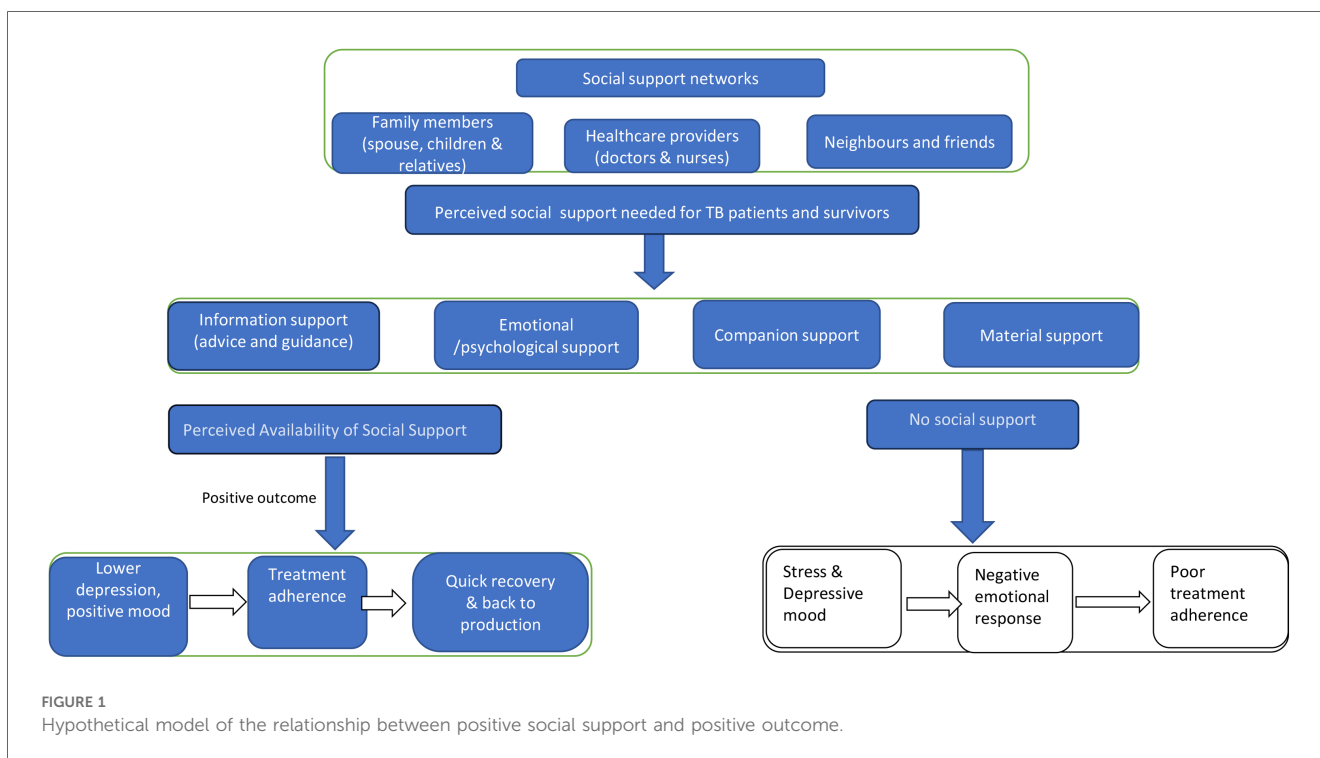 Social support networks
Family members
(spouse, children &
relatives)
Healthcare providers
(doctors & nurses)
Neighbours and friends
Perceived social support needed for TB patients and survivors
Information support
(advice and guidance)
Emotional
/psychological support
Companion support
Material support
Perceived Availability of Social Support
No social support
Positive outcome
Lower
depression,
positive mood
Treatment
adherence
Quick recovery
& back to
production
Stress &
Depressive
mood
Negative
emotional
response
Poor
treatment
adherence
FIGURE 1
Hypothetical model of the relationship between positive social support and positive outcome.